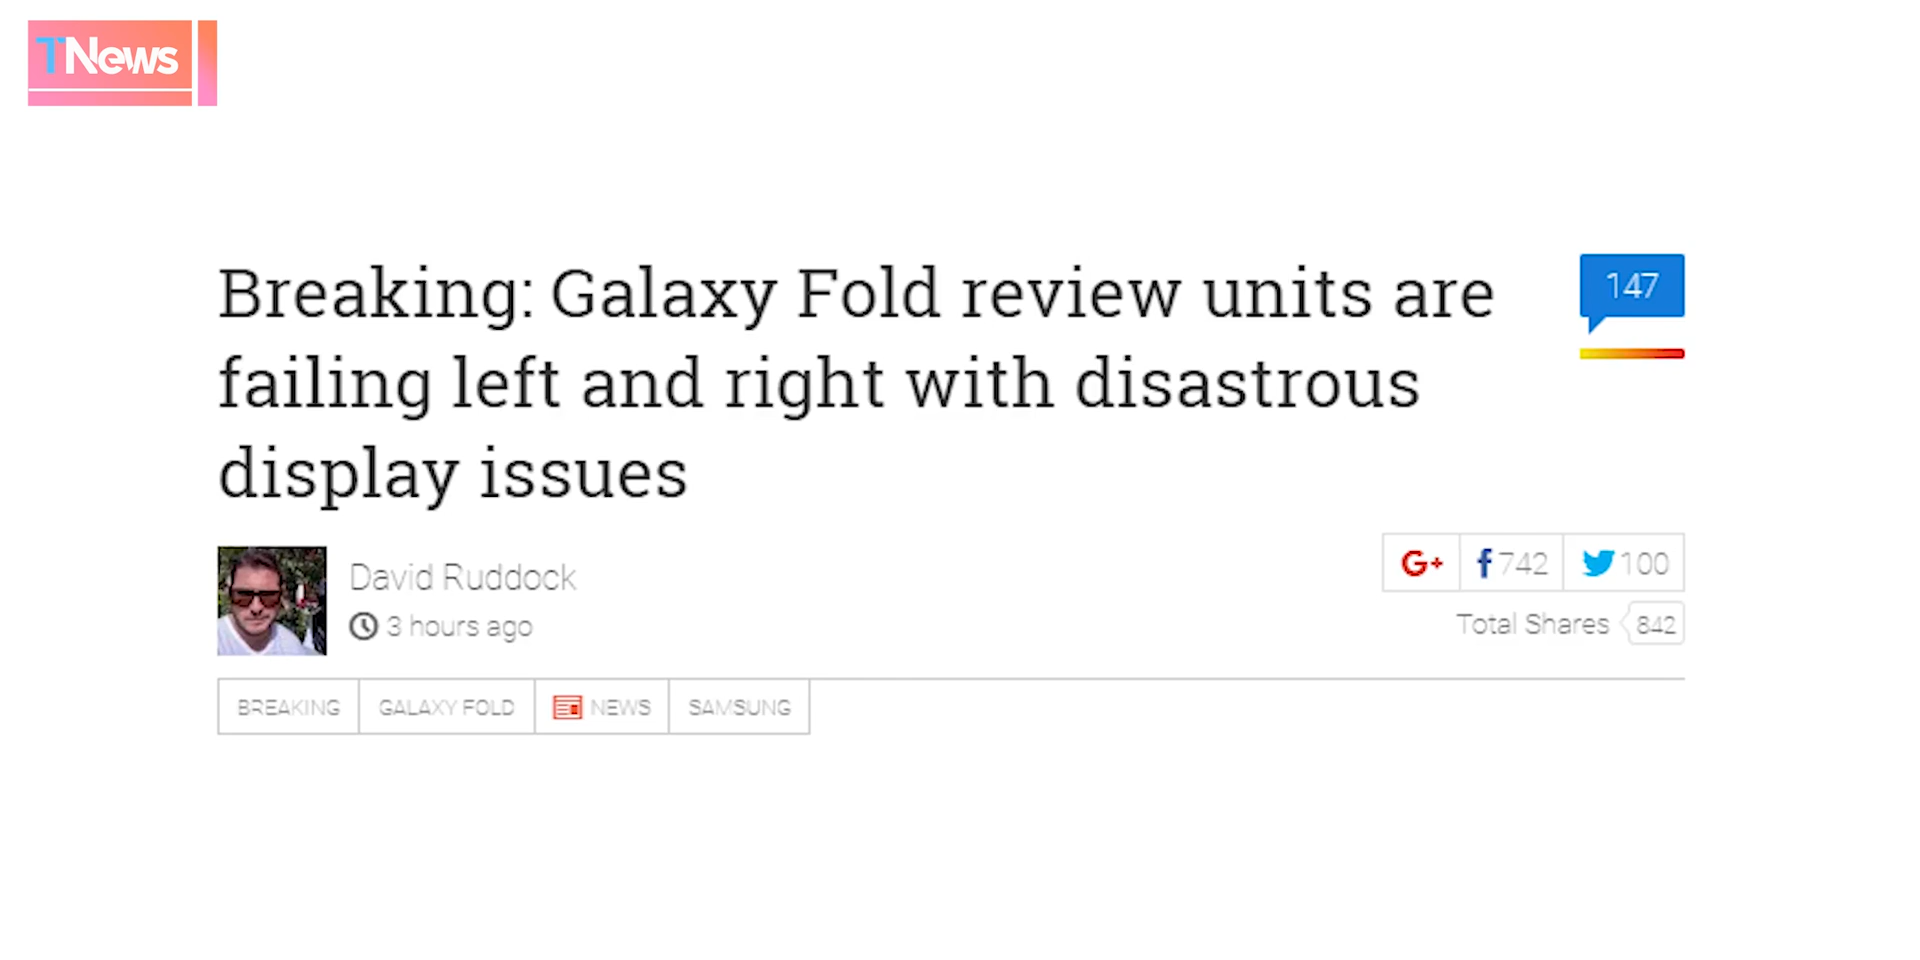 TNews
Breaking: Galaxy Fold review units are
147
failing left and right with disastrous
display issues
David Ruddock
3 hours ago
G+ f 742 100
Total Shares 842
BREAKING GALAXY FOLD NEWS SAMSUNG